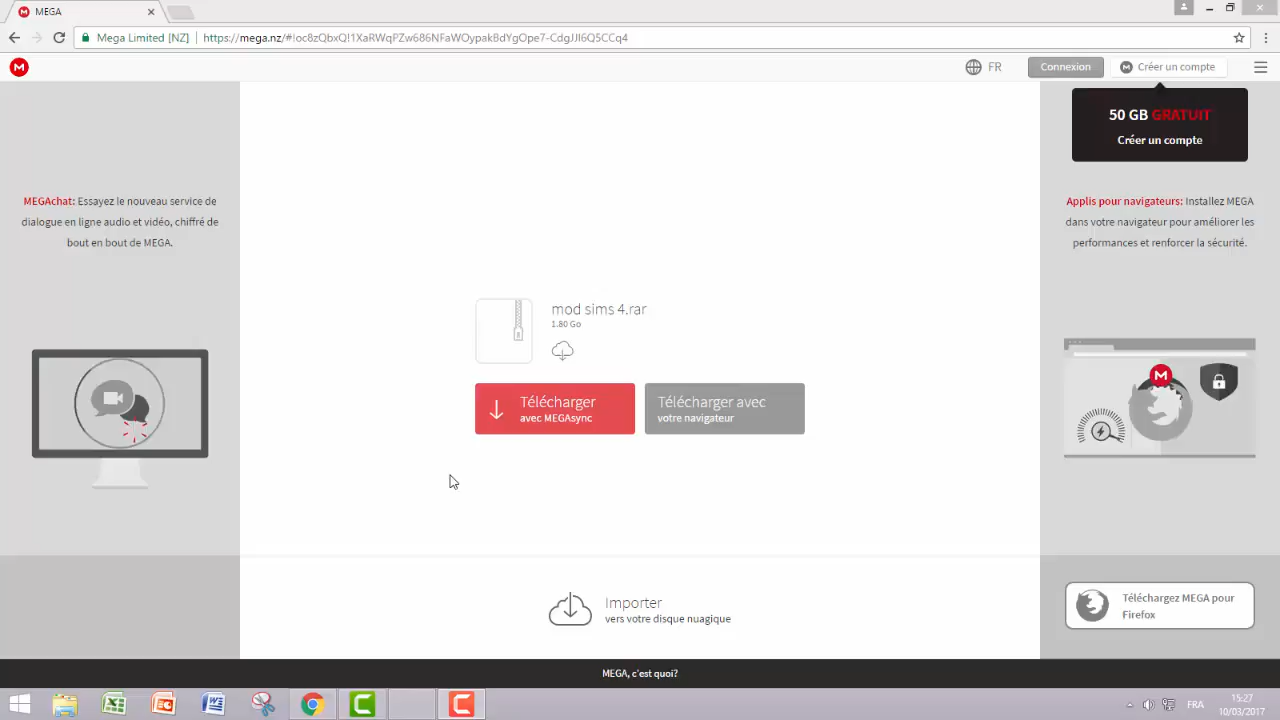 MEGA
Mega Limited [NZ]
https://mega.nz/#!oc8zQbxQ!1XaRWqPZw686NFaWOypak8dYgOpe7-CdgJJI6Q5CCq4
FR
Connexion
Créer un compte
50 GB GRATUIT
Créer un compte
MEGAchat: Essayez le nouveau service de
dialogue en ligne audio et vidéo, chiffré de
bout en bout de MEGA.
Applis pour navigateurs: Installez MEGA
dans votre navigateur pour améliorer les
performances et renforcer la sécurité.
mod sims 4.rar
1.80 Go
Télécharger
avec MEGAsync
Télécharger avec
votre navigateur
Importer
vers votre disque nuagique
Téléchargez MEGA pour
Firefox
MEGA, c'est quoi?
FRA
15:27
10/03/2017